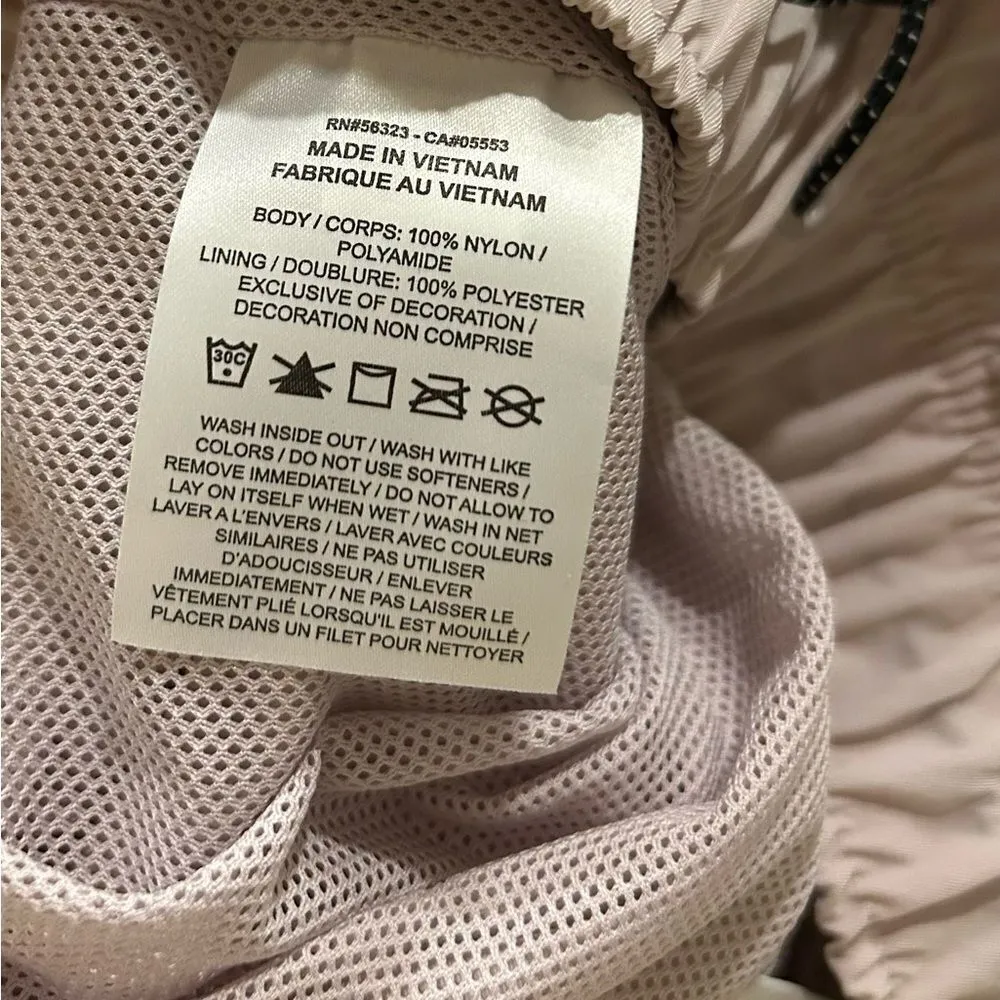 RN#56323 - CA#05553
MADE IN VIETNAM
FABRIQUE AU VIETNAM
BODY / CORPS: 100% NYLON /
POLYAMIDE
LINING / DOUBLURE: 100% POLYESTER
EXCLUSIVE OF DECORATION /
DECORATION NON COMPRISE
30C
WASH INSIDE OUT / WASH WITH LIKE
COLORS / DO NOT USE SOFTENERS /
REMOVE IMMEDIATELY / DO NOT ALLOW TO
LAY ON ITSELF WHEN WET / WASH IN NET
LAVER A L'ENVERS / LAVER AVEC COULEURS
SIMILAIRES / NE PAS UTILISER
D'ADOUCISSEUR / ENLEVER
IMMEDIATEMENT / NE PAS LAISSER LE
VÊTEMENT PLIÉ LORSQU'IL EST MOUILLÉ /
PLACER DANS UN FILET POUR NETTOYER